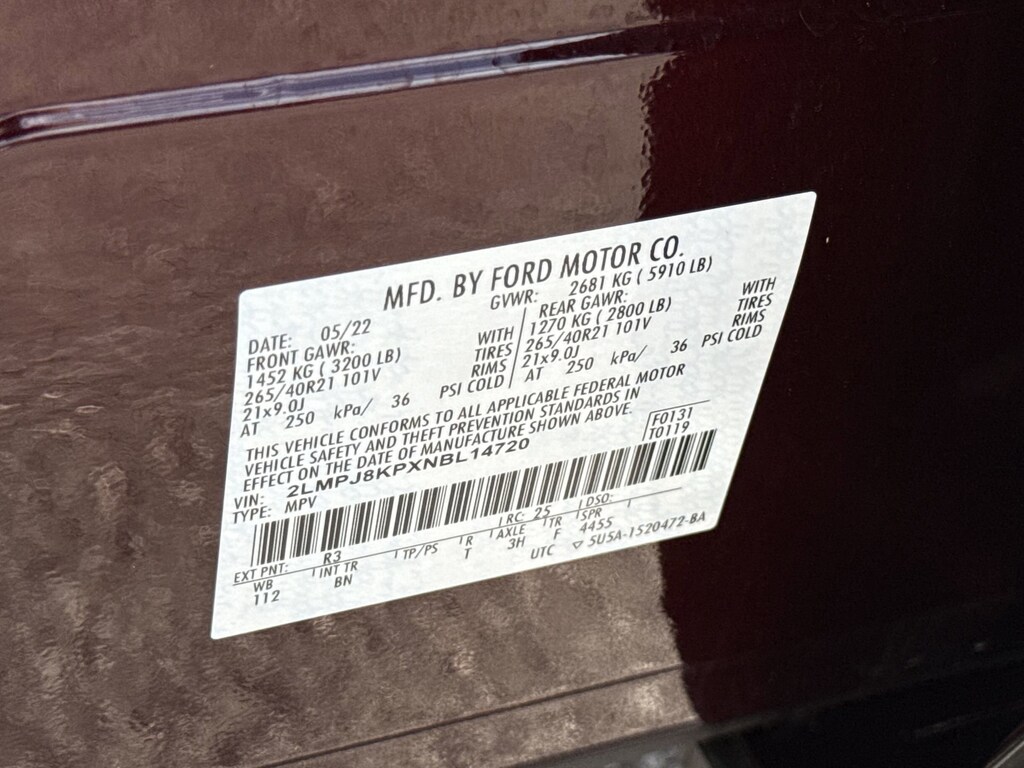 MFD. BY FORD MOTOR CO.
DATE: 05/22 GVWR: 2681 KG ( 5910 LB)
FRONT GAWR: REAR GAWR:
1452 KG ( 3200 LB) WITH 1270 KG ( 2800 LB) WITH
265/40R21 101V TIRES 265/40R21 101V TIRES
21x9.0J RIMS 21x9.0J RIMS
AT 250 kPa/ 36 PSI COLD AT 250 kPa/ 36 PSI COLD
THIS VEHICLE CONFORMS TO ALL APPLICABLE FEDERAL MOTOR
VEHICLE SAFETY AND THEFT PREVENTION STANDARDS IN
EFFECT ON THE DATE OF MANUFACTURE SHOWN ABOVE.
F0131
T0119
VIN: 2LMPJ8KPXNBL14720
TYPE: MPV
EXT PNT: R3 RC: 25 DSO:
WB INT TR TP/PS R AXLE TR SPR
112 BN T 3H F 4455
UTC ▽ 5U5A-1520472-BA